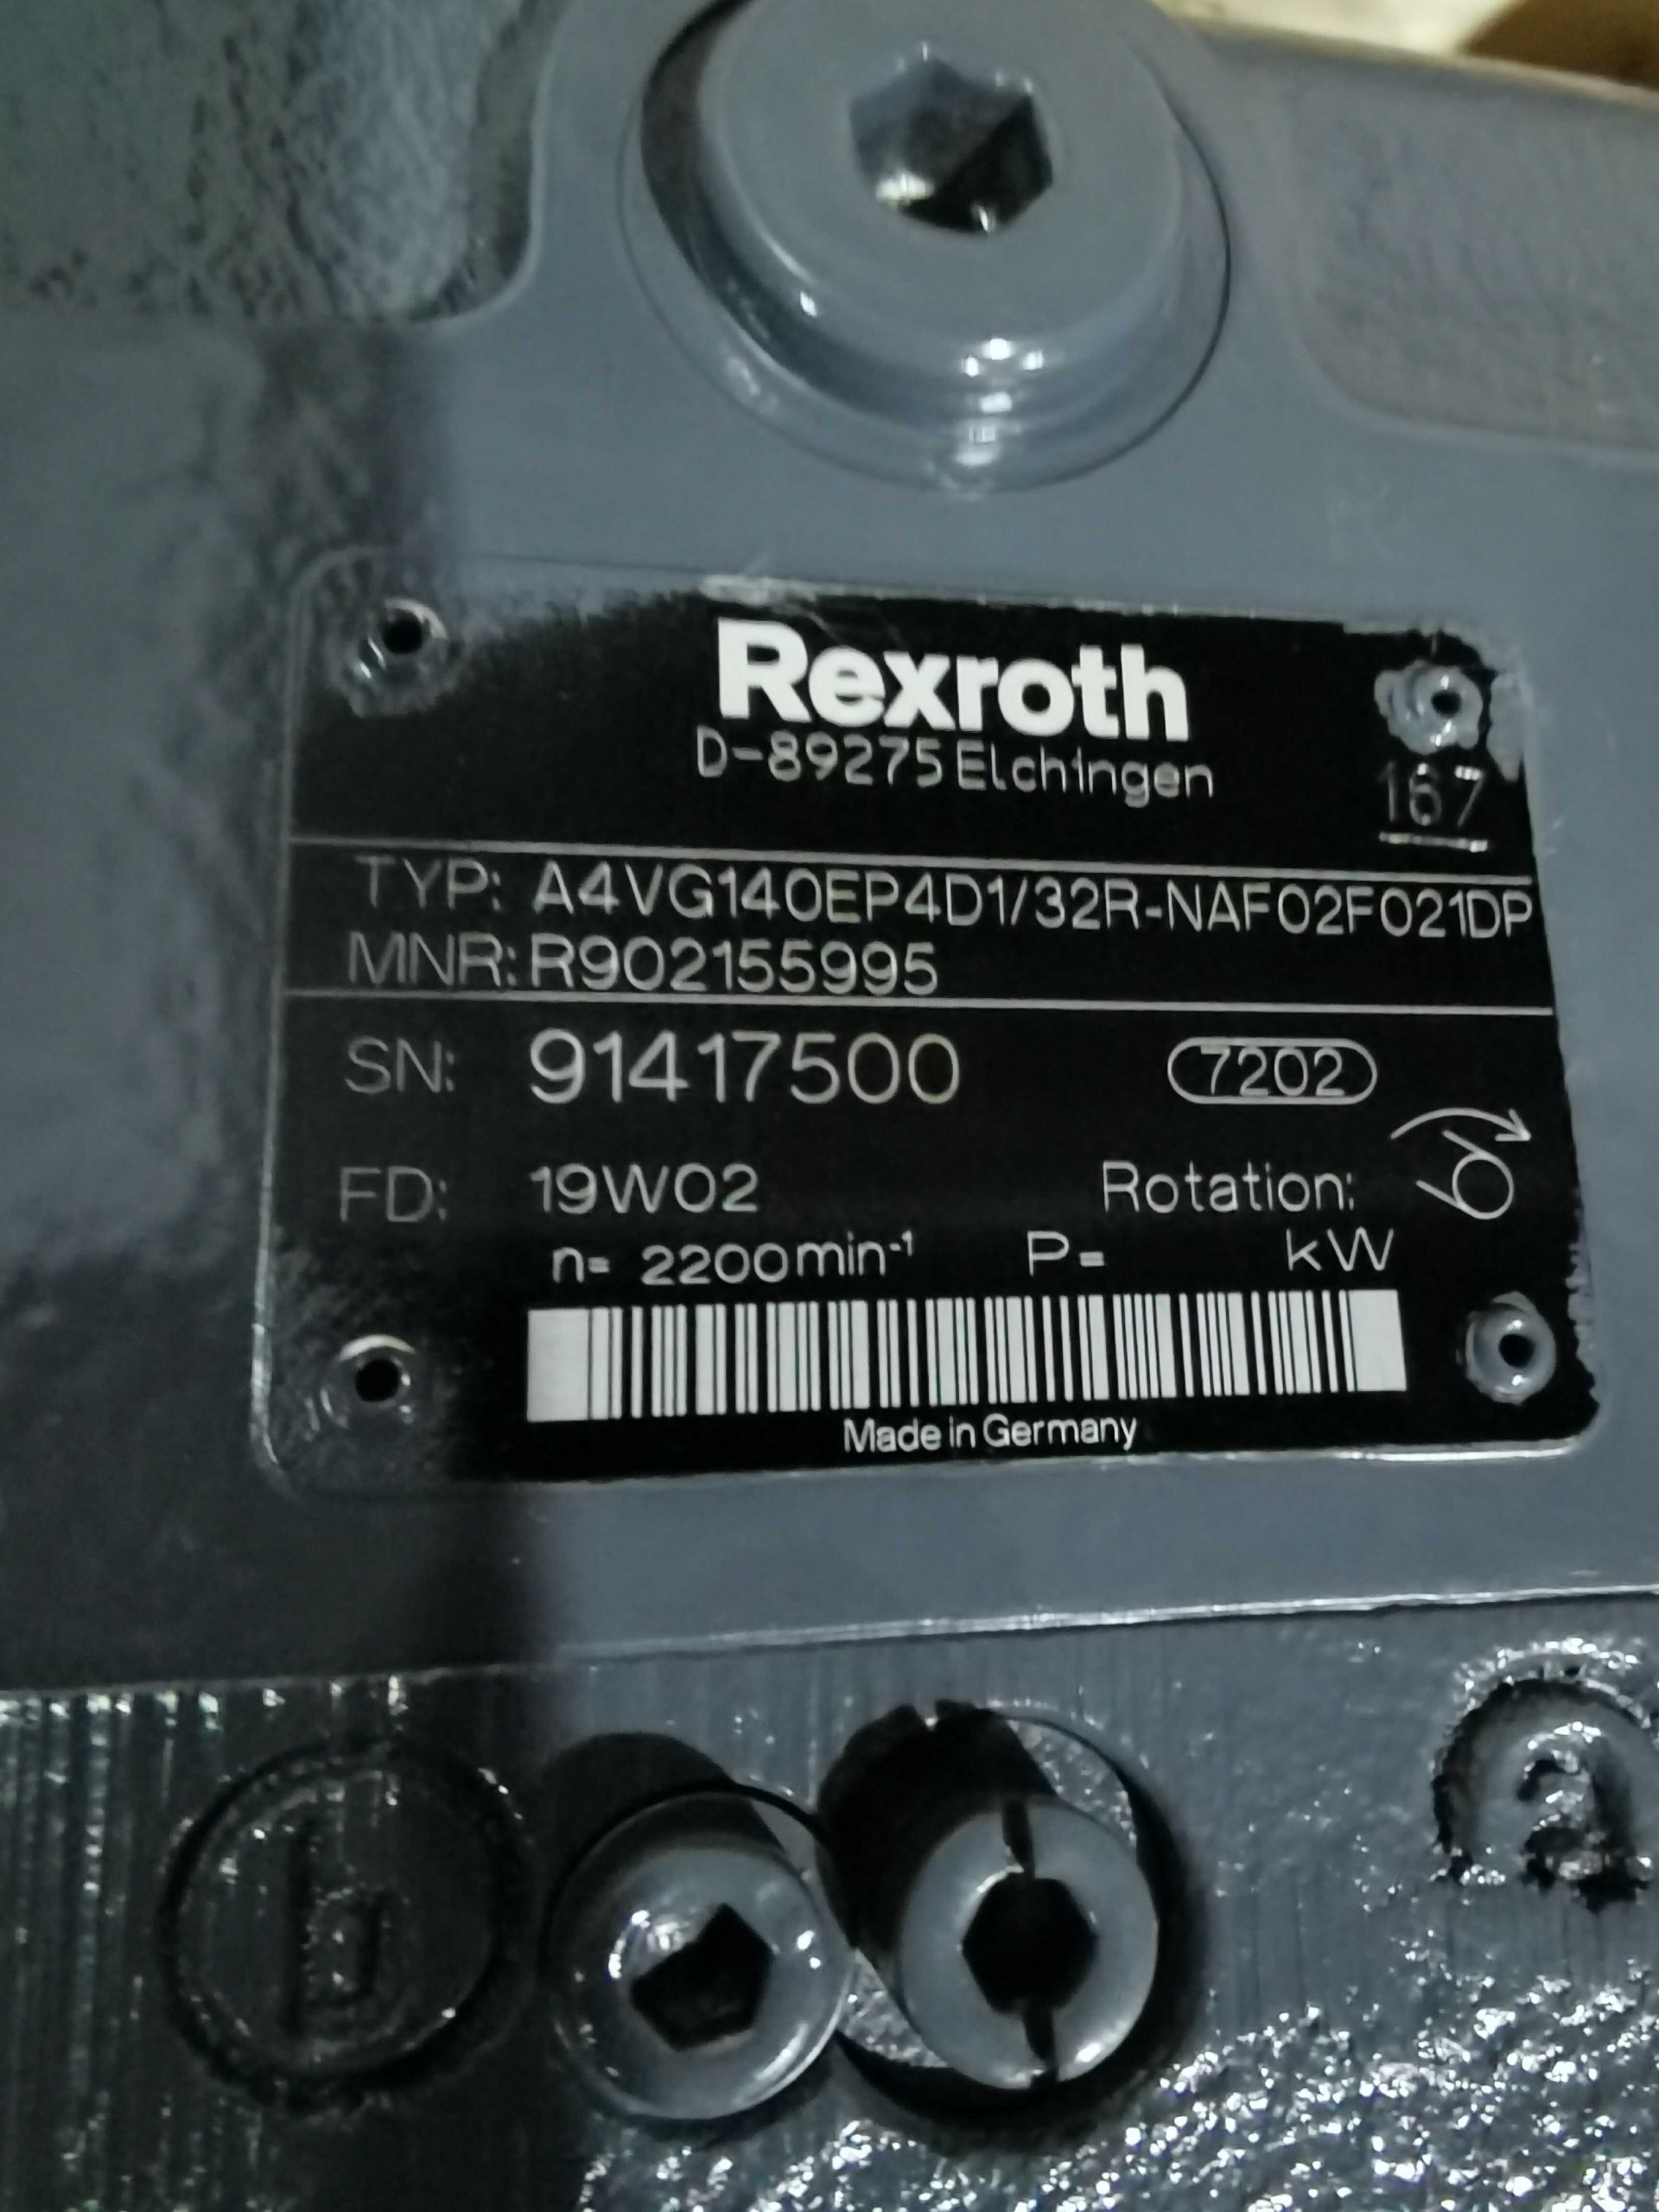 Rexroth
D-89275 Elchingen
167
TYP: A4VG140EP4D1/32R-NAF02F021DP
MNR: R902155995
SN: 91417500 7202
FD: 19W02 Rotation:
n= 2200min-¹ P= kW
Made in Germany
b a